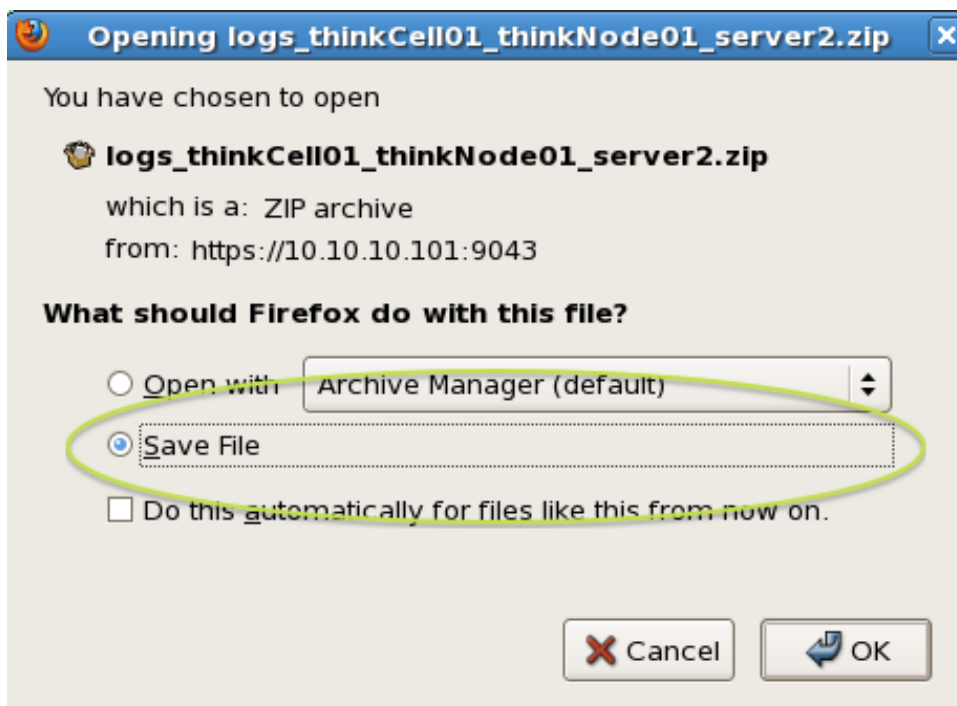 Opening logs_thinkCell01_thinkNode01_server2.zip
You have chosen to open
logs_thinkCell01_thinkNode01_server2.zip
which is a: ZIP archive
from: https://10.10.10.101:9043
What should Firefox do with this file?
Open with Archive Manager (default)
Save File
Do this automatically for files like this from now on.
Cancel OK